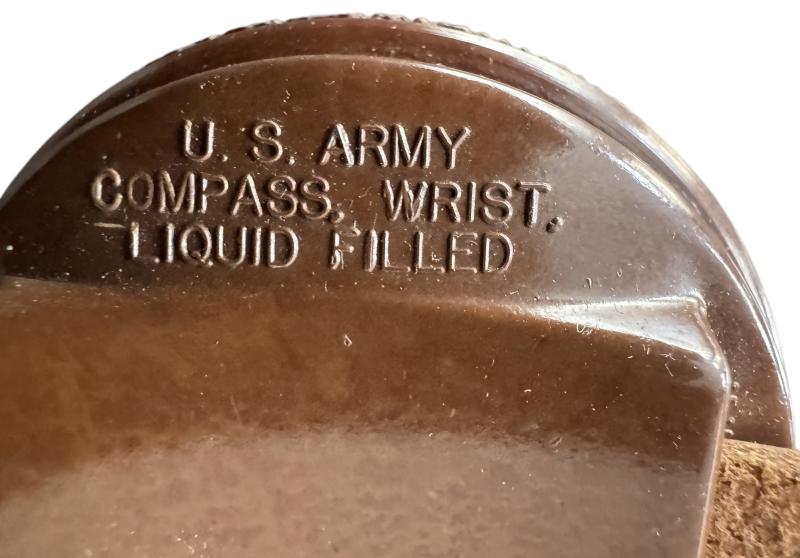 U. S. ARMY
COMPASS, WRIST,
LIQUID FILLED